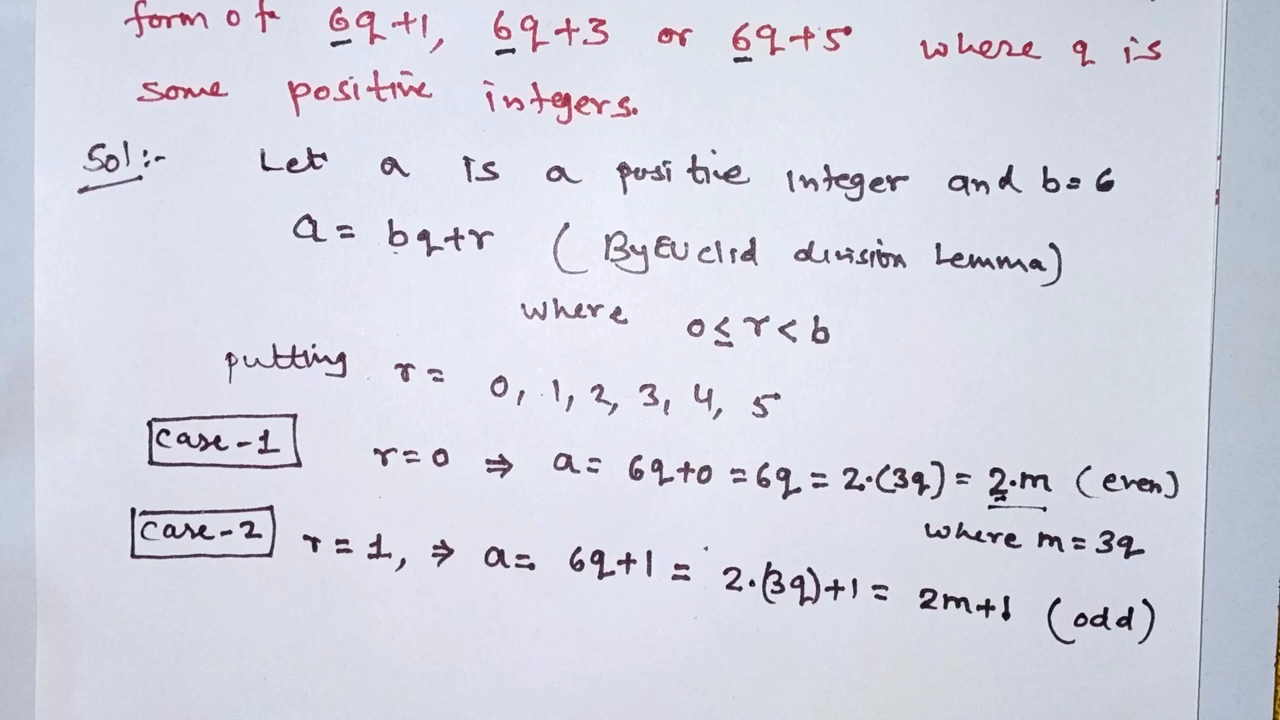 form of 6q+1, 6q+3 or 6q+5 where q is
some positive integers.
Sol:- Let a is a positive integer and b=6
a= bq+r (By Euclid division Lemma)
where 0≤r<b
putting r= 0, 1, 2, 3, 4, 5
Case-1 r=0 ⇒ a= 6q+0 =6q = 2·(3q) = 2·m (even)
where m=3q
Case-2 r=1, ⇒ a= 6q+1 = 2·(3q)+1= 2m+1 (odd)